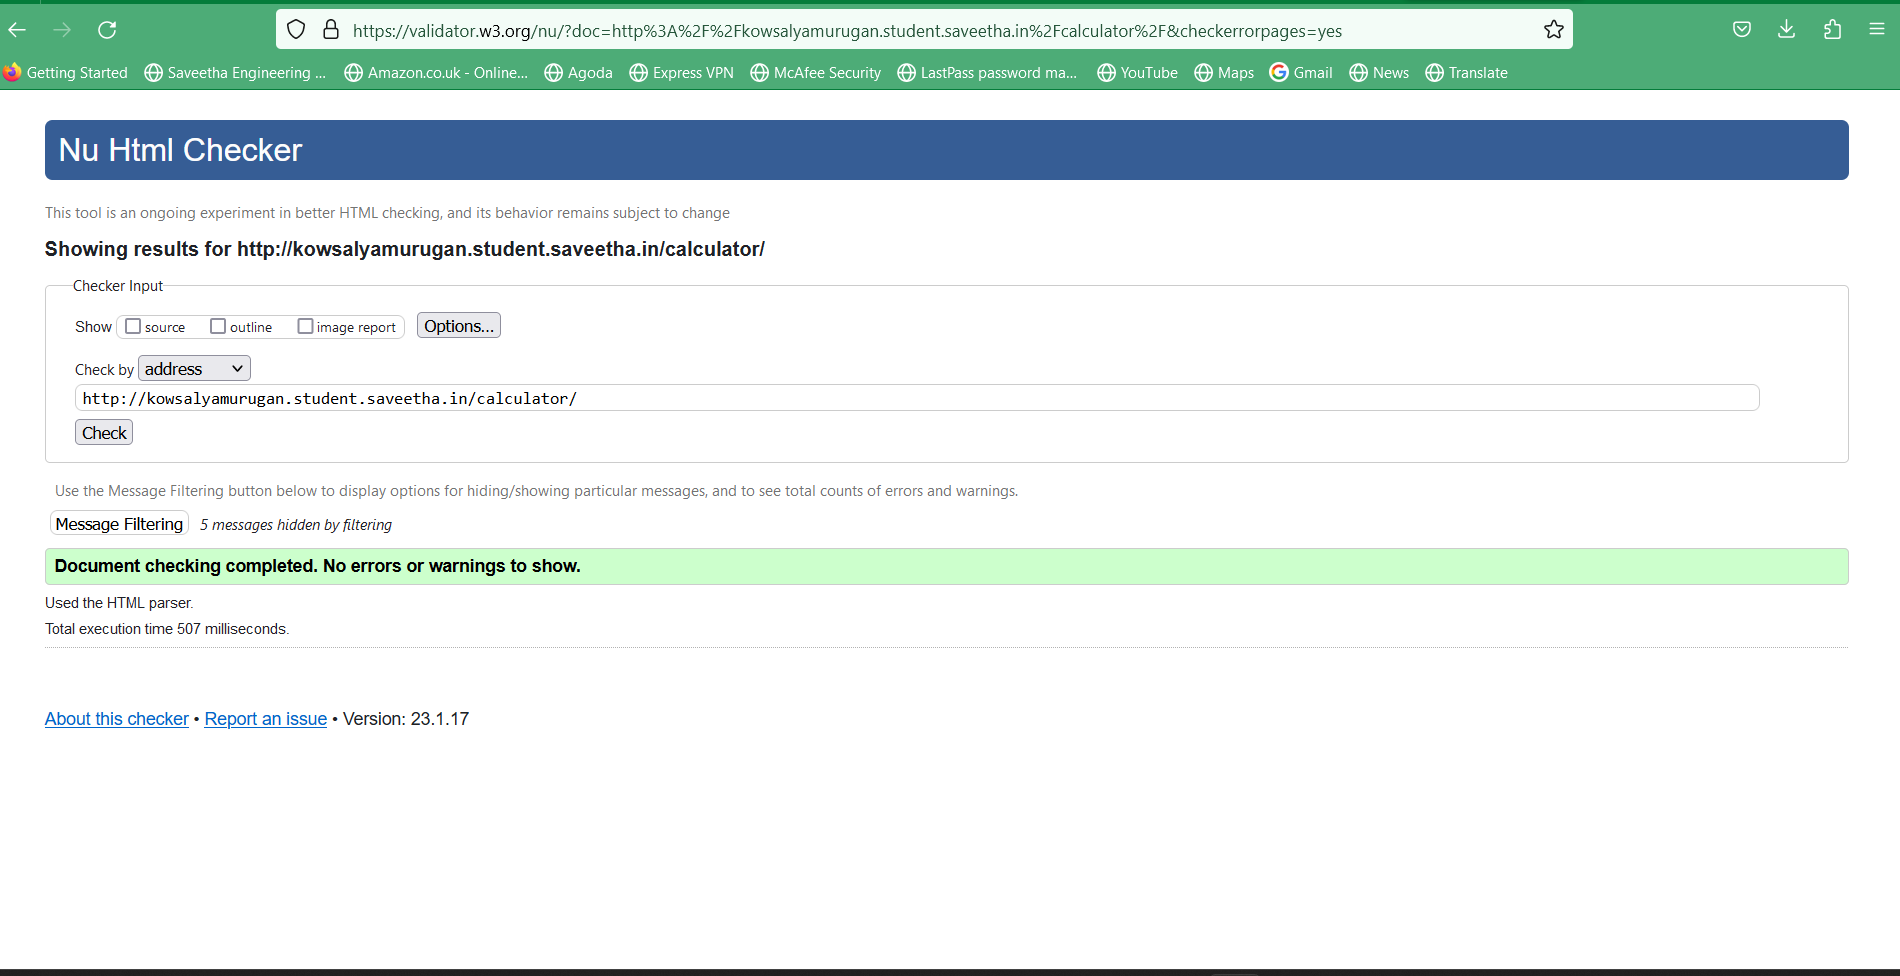 https://validator.w3.org/nu/?doc=http%3A%2F%2Fkowsalyamurugan.student.saveetha.in%2Fcalculator%2F&checkerrorpages=yes
Getting Started Saveetha Engineering ... Amazon.co.uk - Online... Agoda Express VPN McAfee Security LastPass password ma... YouTube Maps Gmail News Translate
Nu Html Checker
This tool is an ongoing experiment in better HTML checking, and its behavior remains subject to change
Showing results for http://kowsalyamurugan.student.saveetha.in/calculator/
Checker Input
Show source outline image report Options...
Check by address
http://kowsalyamurugan.student.saveetha.in/calculator/
Check
Use the Message Filtering button below to display options for hiding/showing particular messages, and to see total counts of errors and warnings.
Message Filtering 5 messages hidden by filtering
Document checking completed. No errors or warnings to show.
Used the HTML parser.
Total execution time 507 milliseconds.
About this checker • Report an issue • Version: 23.1.17